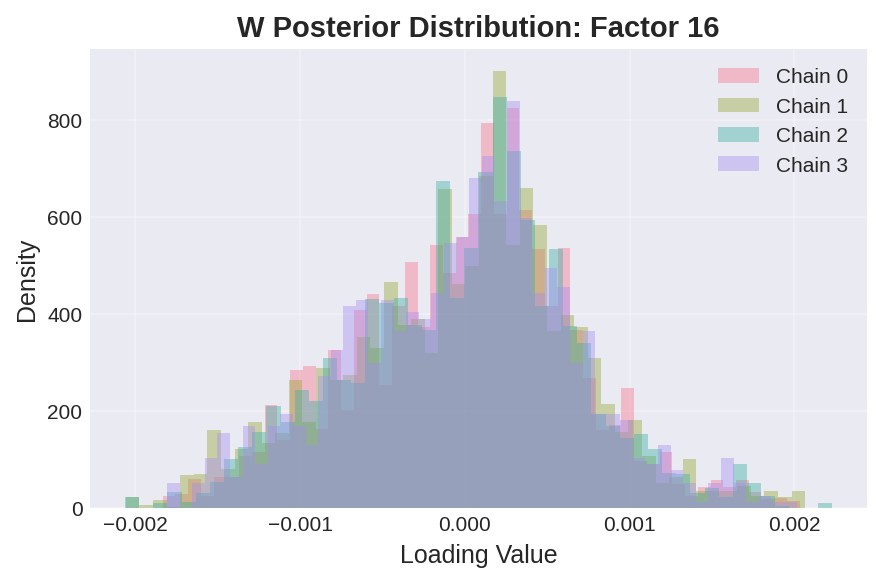 W Posterior Distribution: Factor 16
Chain 0
Chain 1
Chain 2
Chain 3
800
600
400
200
0
−0.002
−0.001
0.000
0.001
0.002
Density
Loading Value